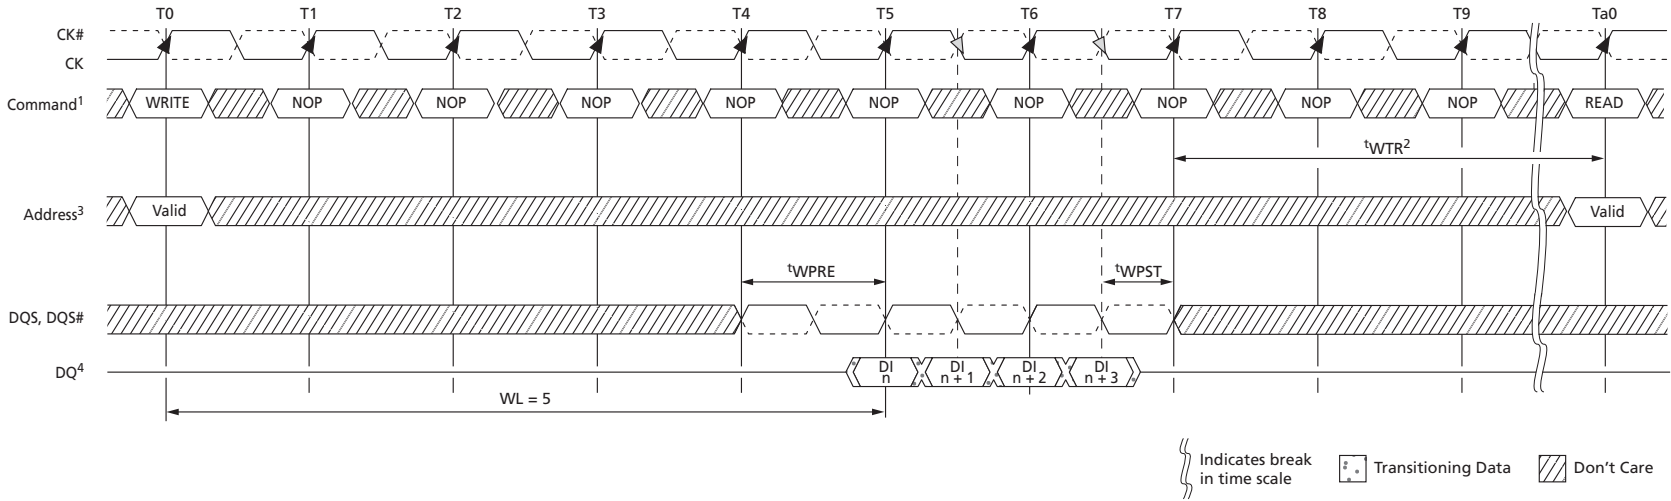 T0 T1 T2 T3 T4 T5 T6 T7 T8 T9 Ta0
CK#
CK
Command1 WRITE NOP NOP NOP NOP NOP NOP NOP NOP NOP READ
tWTR2
Address3 Valid Valid
tWPRE tWPST
DQS, DQS#
DQ4 DI n DI n + 1 DI n + 2 DI n + 3
WL = 5
Indicates break in time scale
Transitioning Data
Don't Care